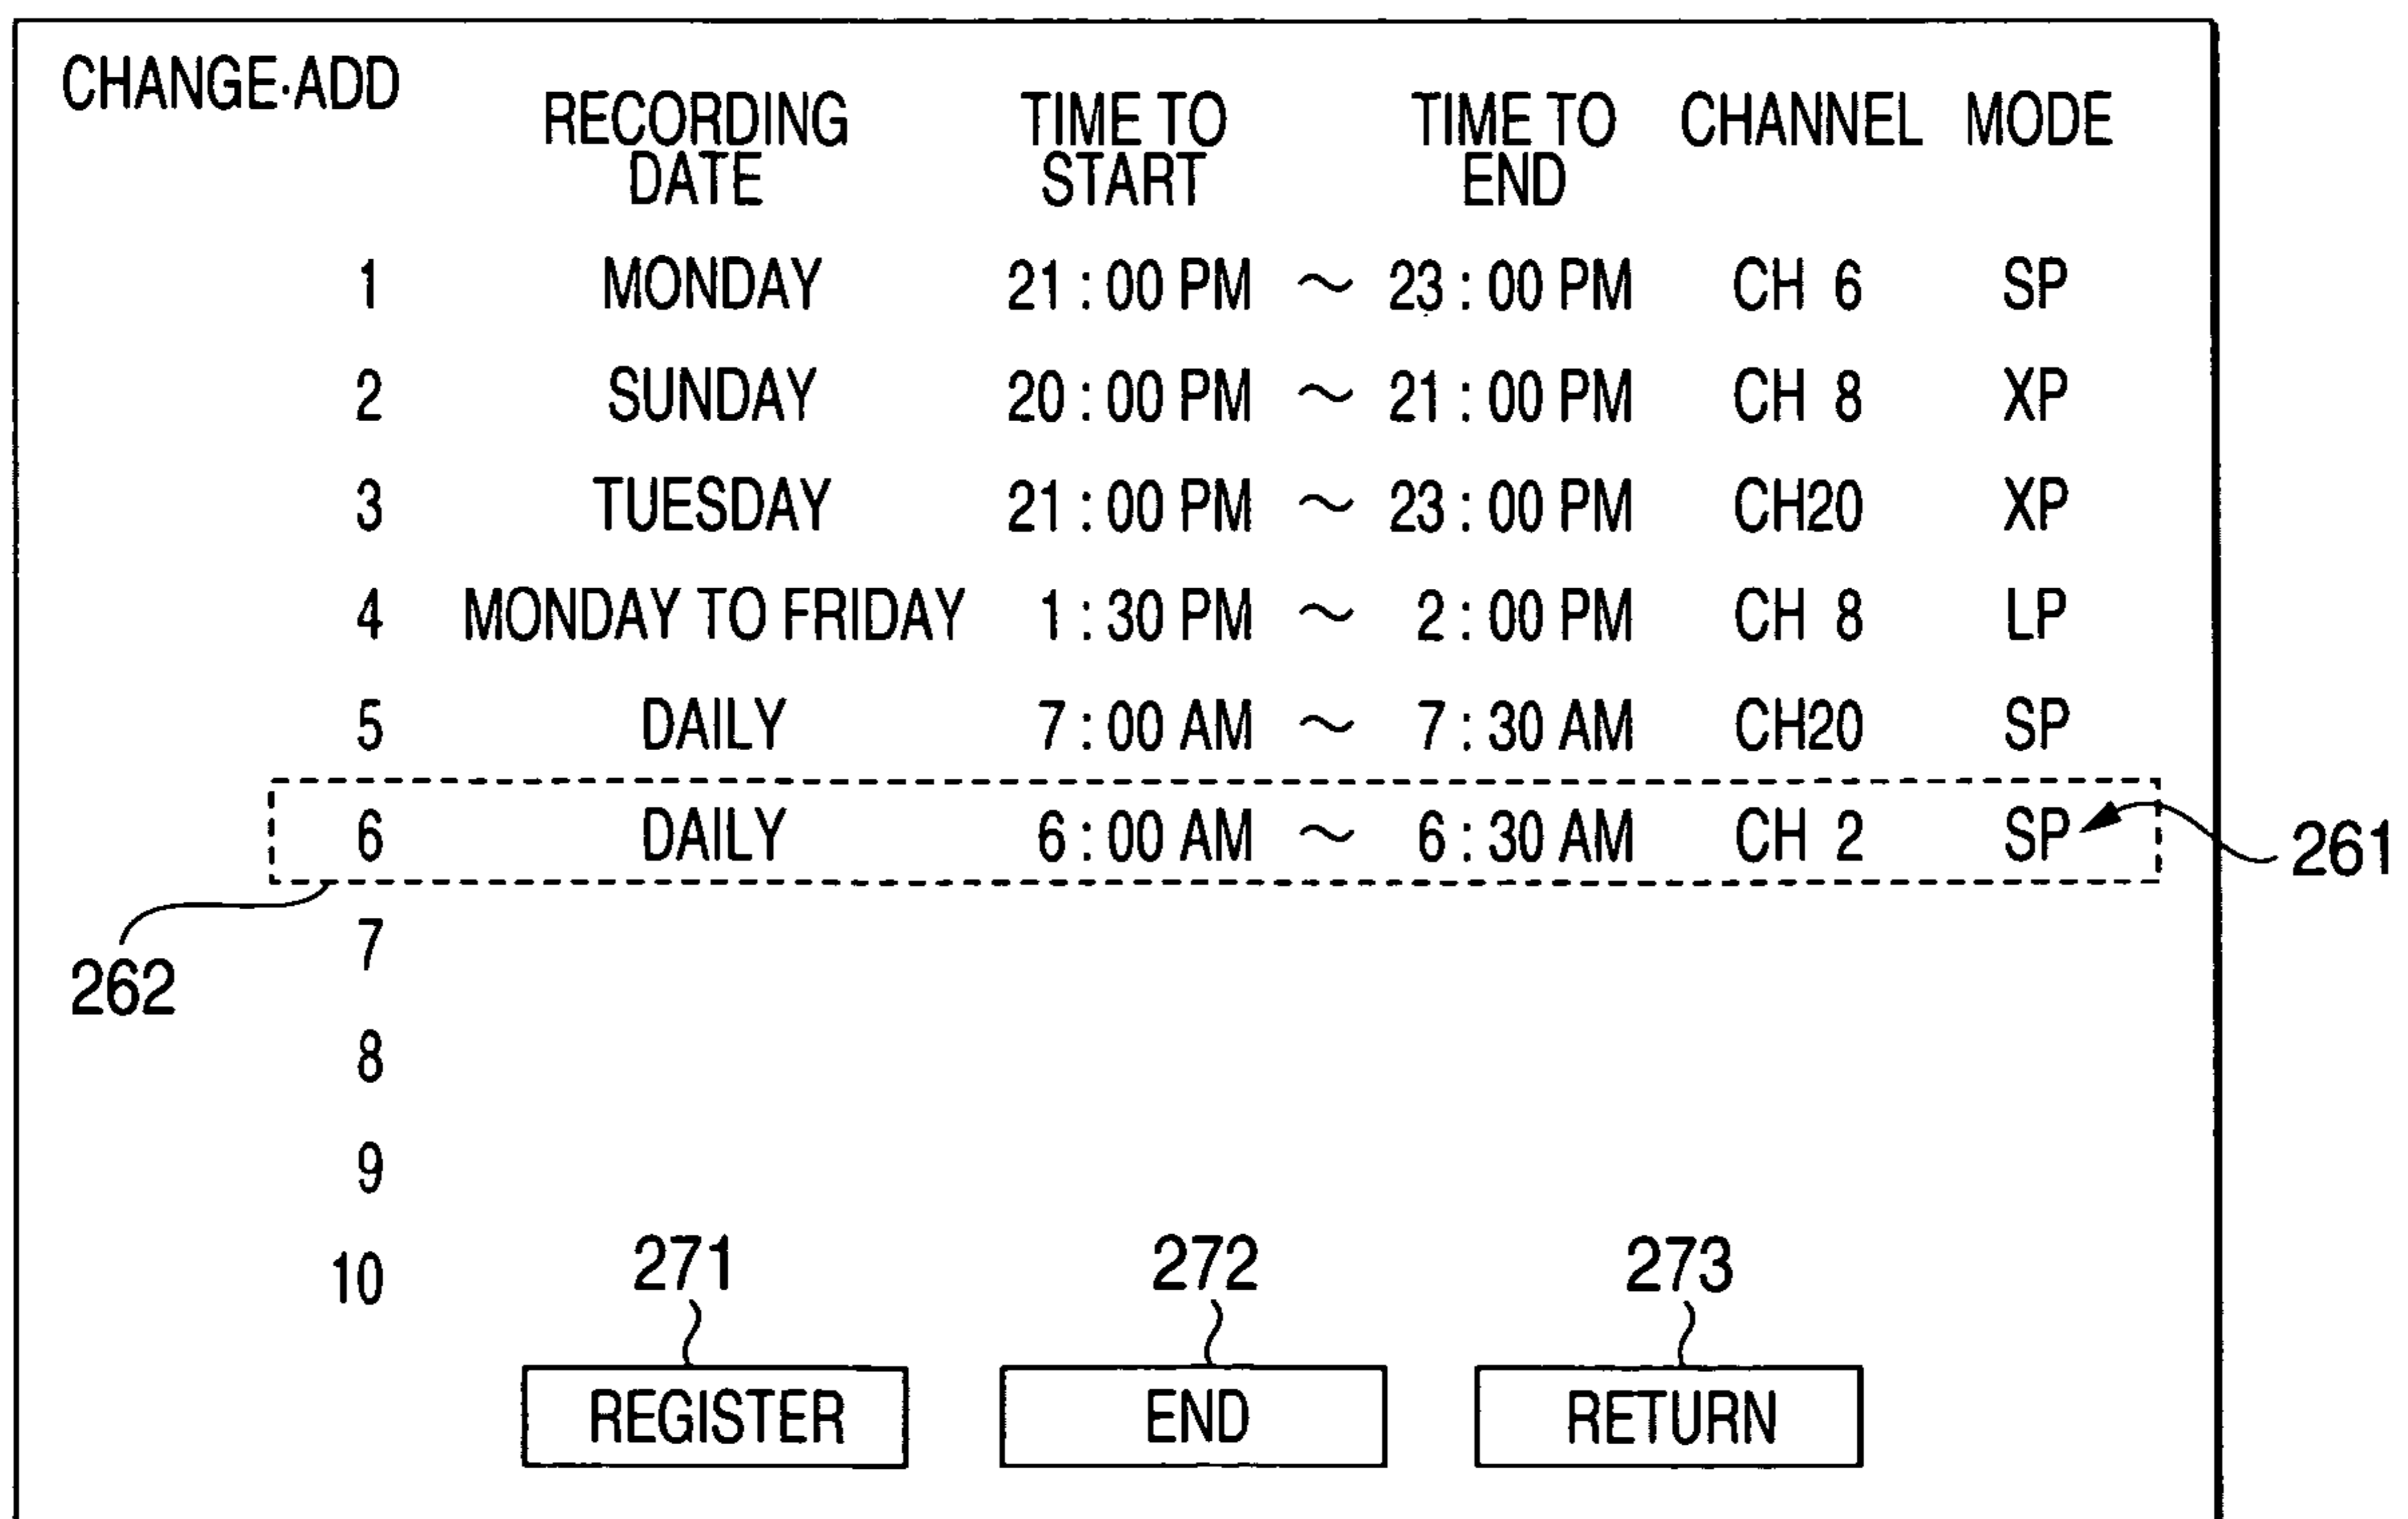 CHANGE·ADD
RECORDING DATE TIME TO START TIME TO END CHANNEL MODE
1 MONDAY 21 : 00 PM ~ 23 : 00 PM CH 6 SP
2 SUNDAY 20 : 00 PM ~ 21 : 00 PM CH 8 XP
3 TUESDAY 21 : 00 PM ~ 23 : 00 PM CH20 XP
4 MONDAY TO FRIDAY 1 : 30 PM ~ 2 : 00 PM CH 8 LP
5 DAILY 7 : 00 AM ~ 7 : 30 AM CH20 SP
6 DAILY 6 : 00 AM ~ 6 : 30 AM CH 2 SP 261
7
262
8
9
10 271 272 273
REGISTER END RETURN